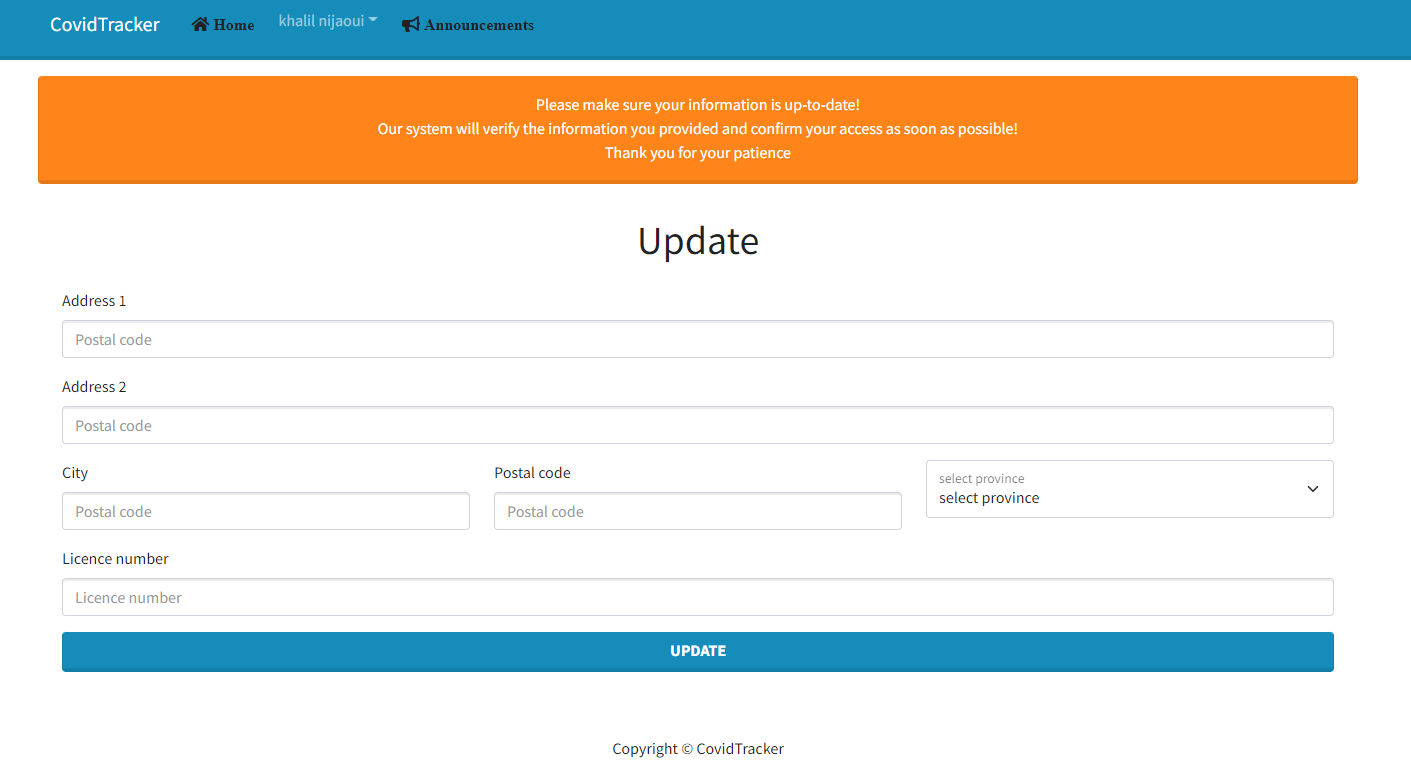 CovidTracker Home khalil nijaoui Announcements
Please make sure your information is up-to-date!
Our system will verify the information you provided and confirm your access as soon as possible!
Thank you for your patience
Update
Address 1
Postal code
Address 2
Postal code
City
Postal code
Postal code
Postal code
select province
select province
Licence number
Licence number
UPDATE
Copyright © CovidTracker